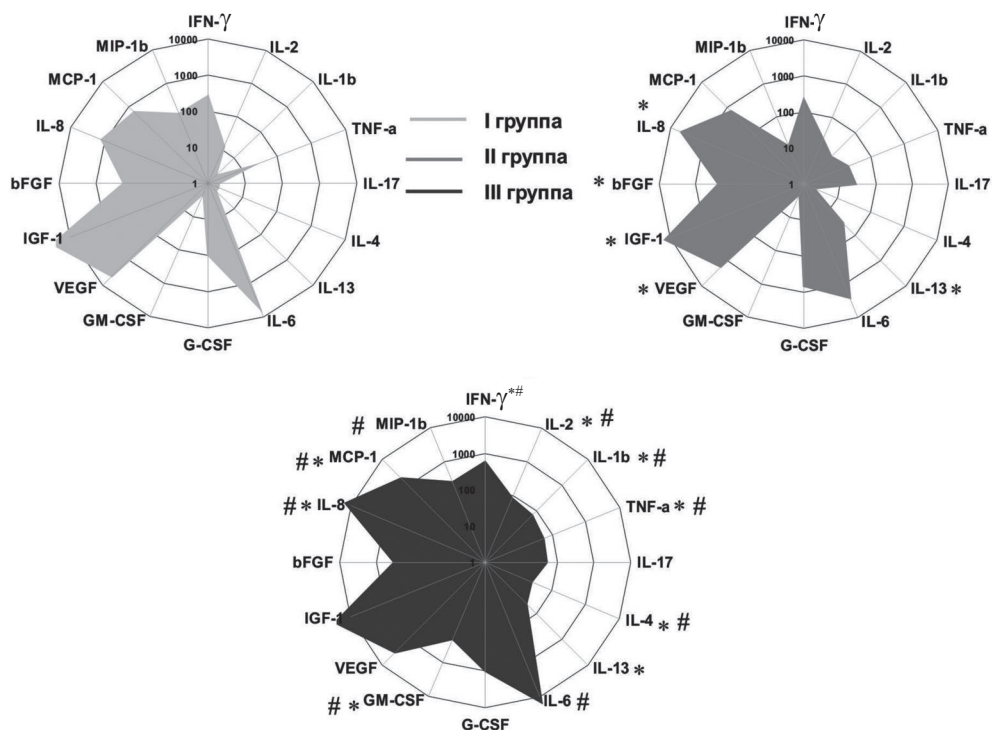 IFN-γ
10000
MIP-1b
IL-2
1000
MCP-1
IL-1b
100
IL-8
TNF-a
10
bFGF
1
IL-17
IGF-1
IL-4
VEGF
IL-13
GM-CSF
IL-6
G-CSF
I группа
II группа
III группа
IFN-γ
10000
MIP-1b
IL-2
1000
MCP-1
IL-1b
*
100
IL-8
TNF-a
10
* bFGF
1
IL-17
* IGF-1
IL-4
* VEGF
IL-13 *
GM-CSF
IL-6
G-CSF
IFN-γ*#
10000
# MIP-1b
IL-2 * #
1000
# * MCP-1
IL-1b * #
100
# * IL-8
TNF-a * #
10
bFGF
1
IL-17
IGF-1
IL-4 * #
VEGF
IL-13 *
# * GM-CSF
IL-6 #
G-CSF